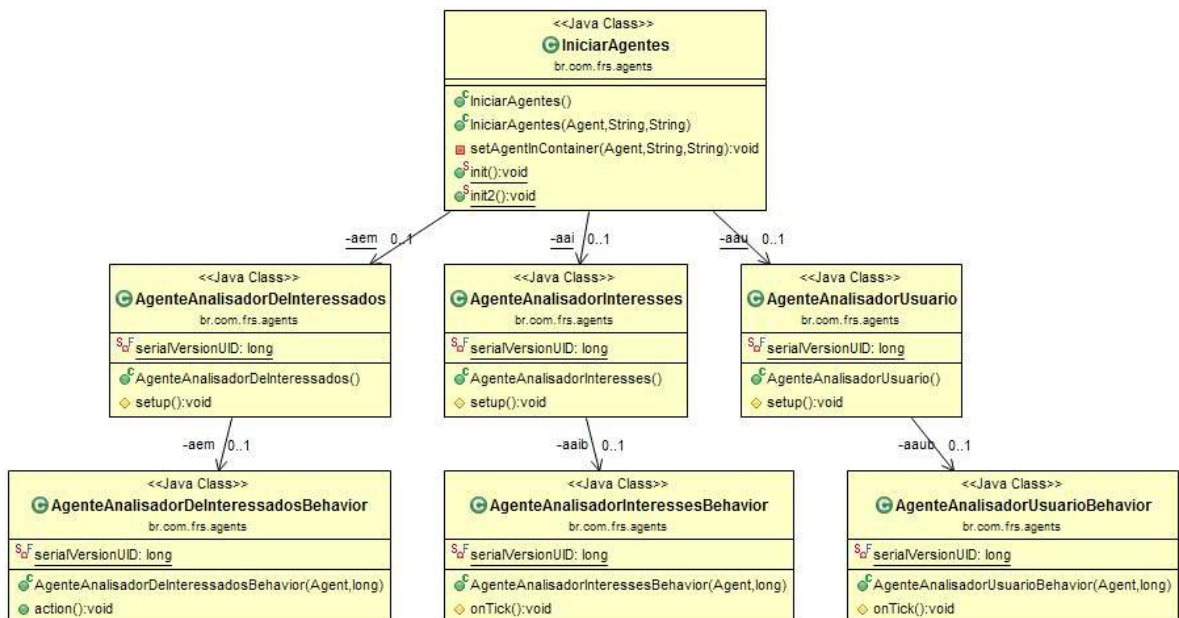 <<Java Class>>
IniciarAgentes
br.com.frs.agents
IniciarAgentes()
IniciarAgentes(Agent,String,String)
setAgentInContainer(Agent,String,String):void
init():void
init2():void
-aem 0..1 -aai 0..1 -aau 0..1
<<Java Class>>
AgenteAnalisadorDeInteressados
br.com.frs.agents
serialVersionUID: long
AgenteAnalisadorDeInteressados()
setup():void
<<Java Class>>
AgenteAnalisadorInteresses
br.com.frs.agents
serialVersionUID: long
AgenteAnalisadorInteresses()
setup():void
<<Java Class>>
AgenteAnalisadorUsuario
br.com.frs.agents
serialVersionUID: long
AgenteAnalisadorUsuario()
setup():void
-aem 0..1 -aaib 0..1 -aaub 0..1
<<Java Class>>
AgenteAnalisadorDeInteressadosBehavior
br.com.frs.agents
serialVersionUID: long
AgenteAnalisadorDeInteressadosBehavior(Agent,long)
action():void
<<Java Class>>
AgenteAnalisadorInteressesBehavior
br.com.frs.agents
serialVersionUID: long
AgenteAnalisadorInteressesBehavior(Agent,long)
onTick():void
<<Java Class>>
AgenteAnalisadorUsuarioBehavior
br.com.frs.agents
serialVersionUID: long
AgenteAnalisadorUsuarioBehavior(Agent,long)
onTick():void